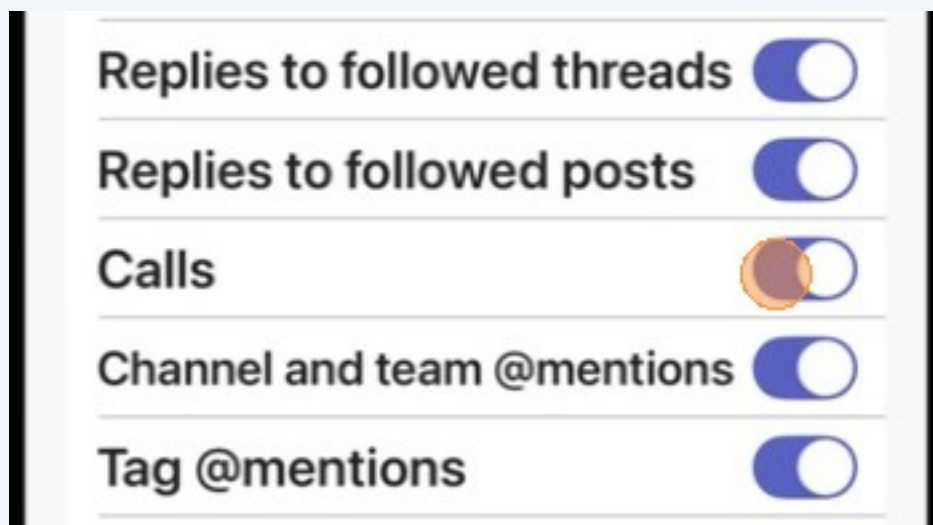 Replies to followed threads
Replies to followed posts
Calls
Channel and team @mentions
Tag @mentions